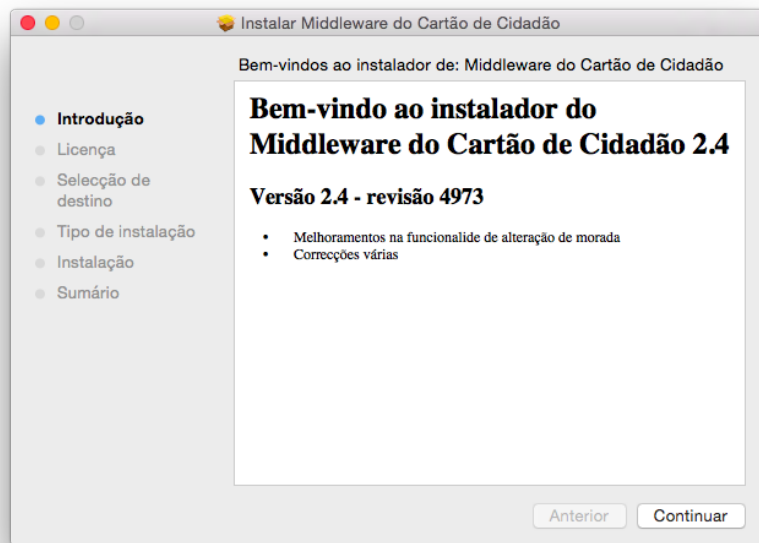 Instalar Middleware do Cartão de Cidadão
Bem-vindos ao instalador de: Middleware do Cartão de Cidadão
Introdução
Licença
Selecção de
destino
Tipo de instalação
Instalação
Sumário
Bem-vindo ao instalador do
Middleware do Cartão de Cidadão 2.4
Versão 2.4 - revisão 4973
• Melhoramentos na funcionalide de alteração de morada
• Correcções várias
Anterior
Continuar